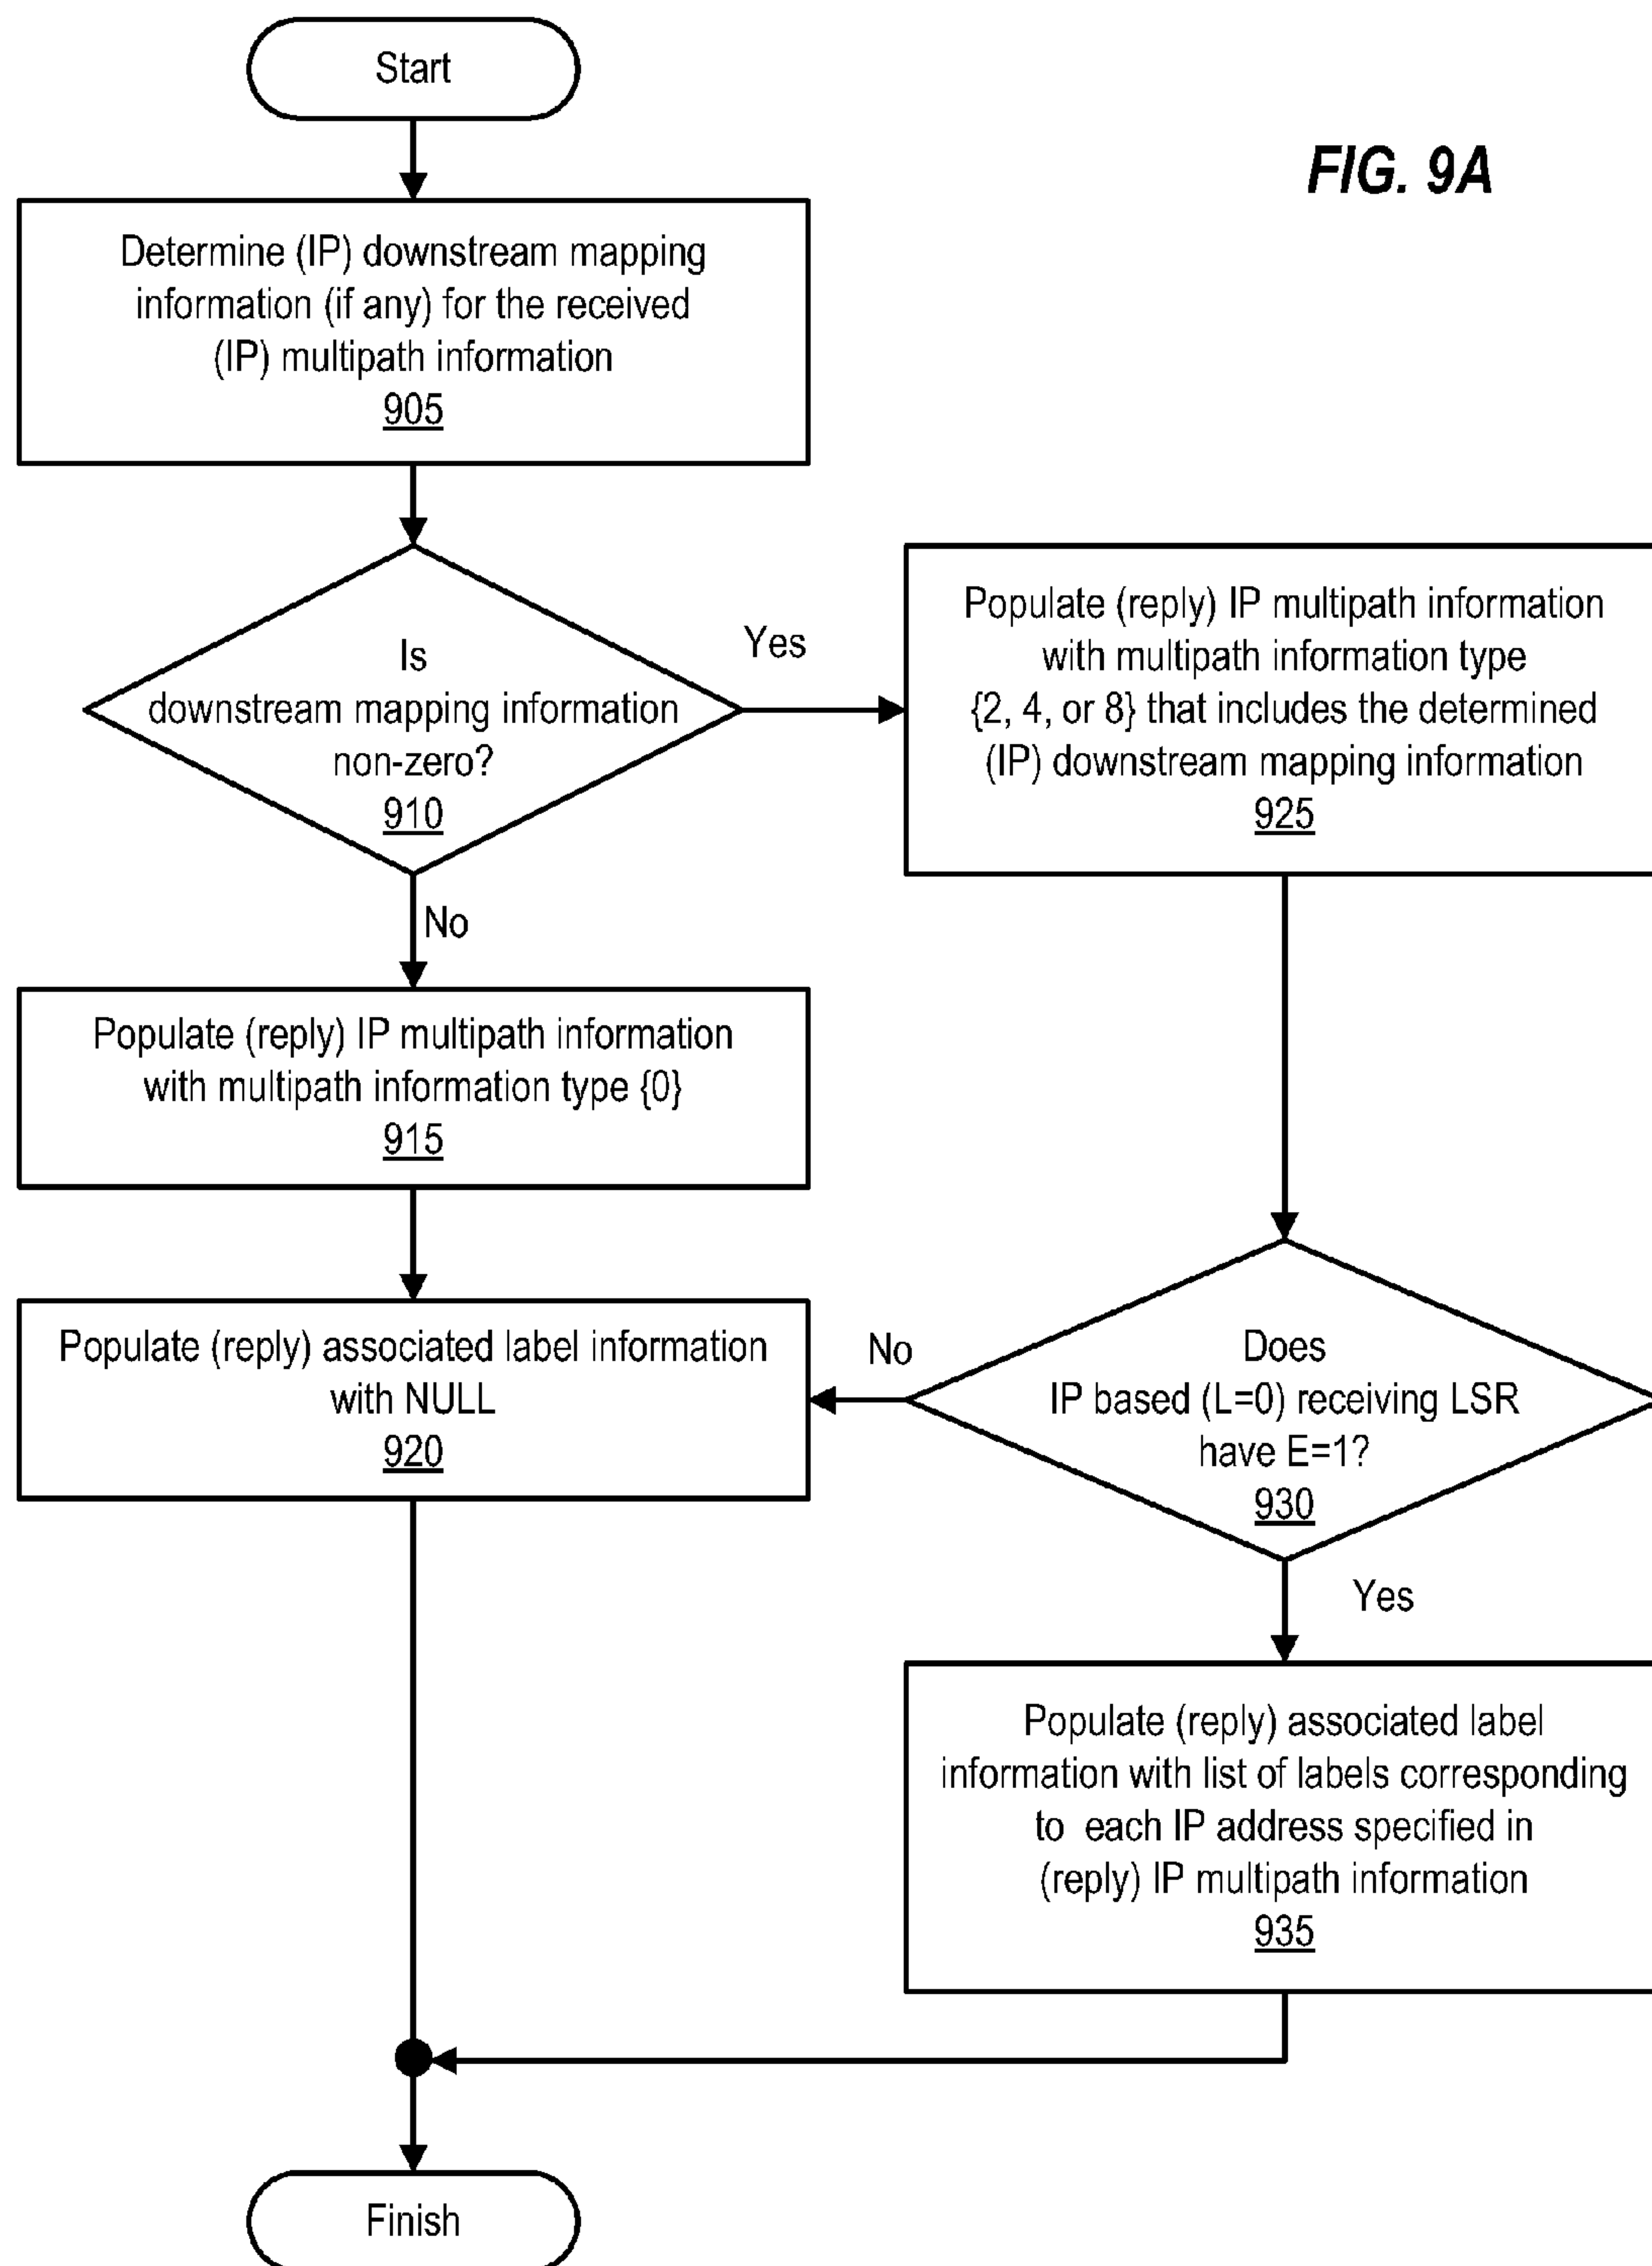 Start
FIG. 9A
Determine (IP) downstream mapping
information (if any) for the received
(IP) multipath information
905
Is
downstream mapping information
non-zero?
910
Yes
Populate (reply) IP multipath information
with multipath information type
{2, 4, or 8} that includes the determined
(IP) downstream mapping information
925
No
Populate (reply) IP multipath information
with multipath information type {0}
915
Populate (reply) associated label information
with NULL
920
No
Does
IP based (L=0) receiving LSR
have E=1?
930
Yes
Populate (reply) associated label
information with list of labels corresponding
to each IP address specified in
(reply) IP multipath information
935
Finish